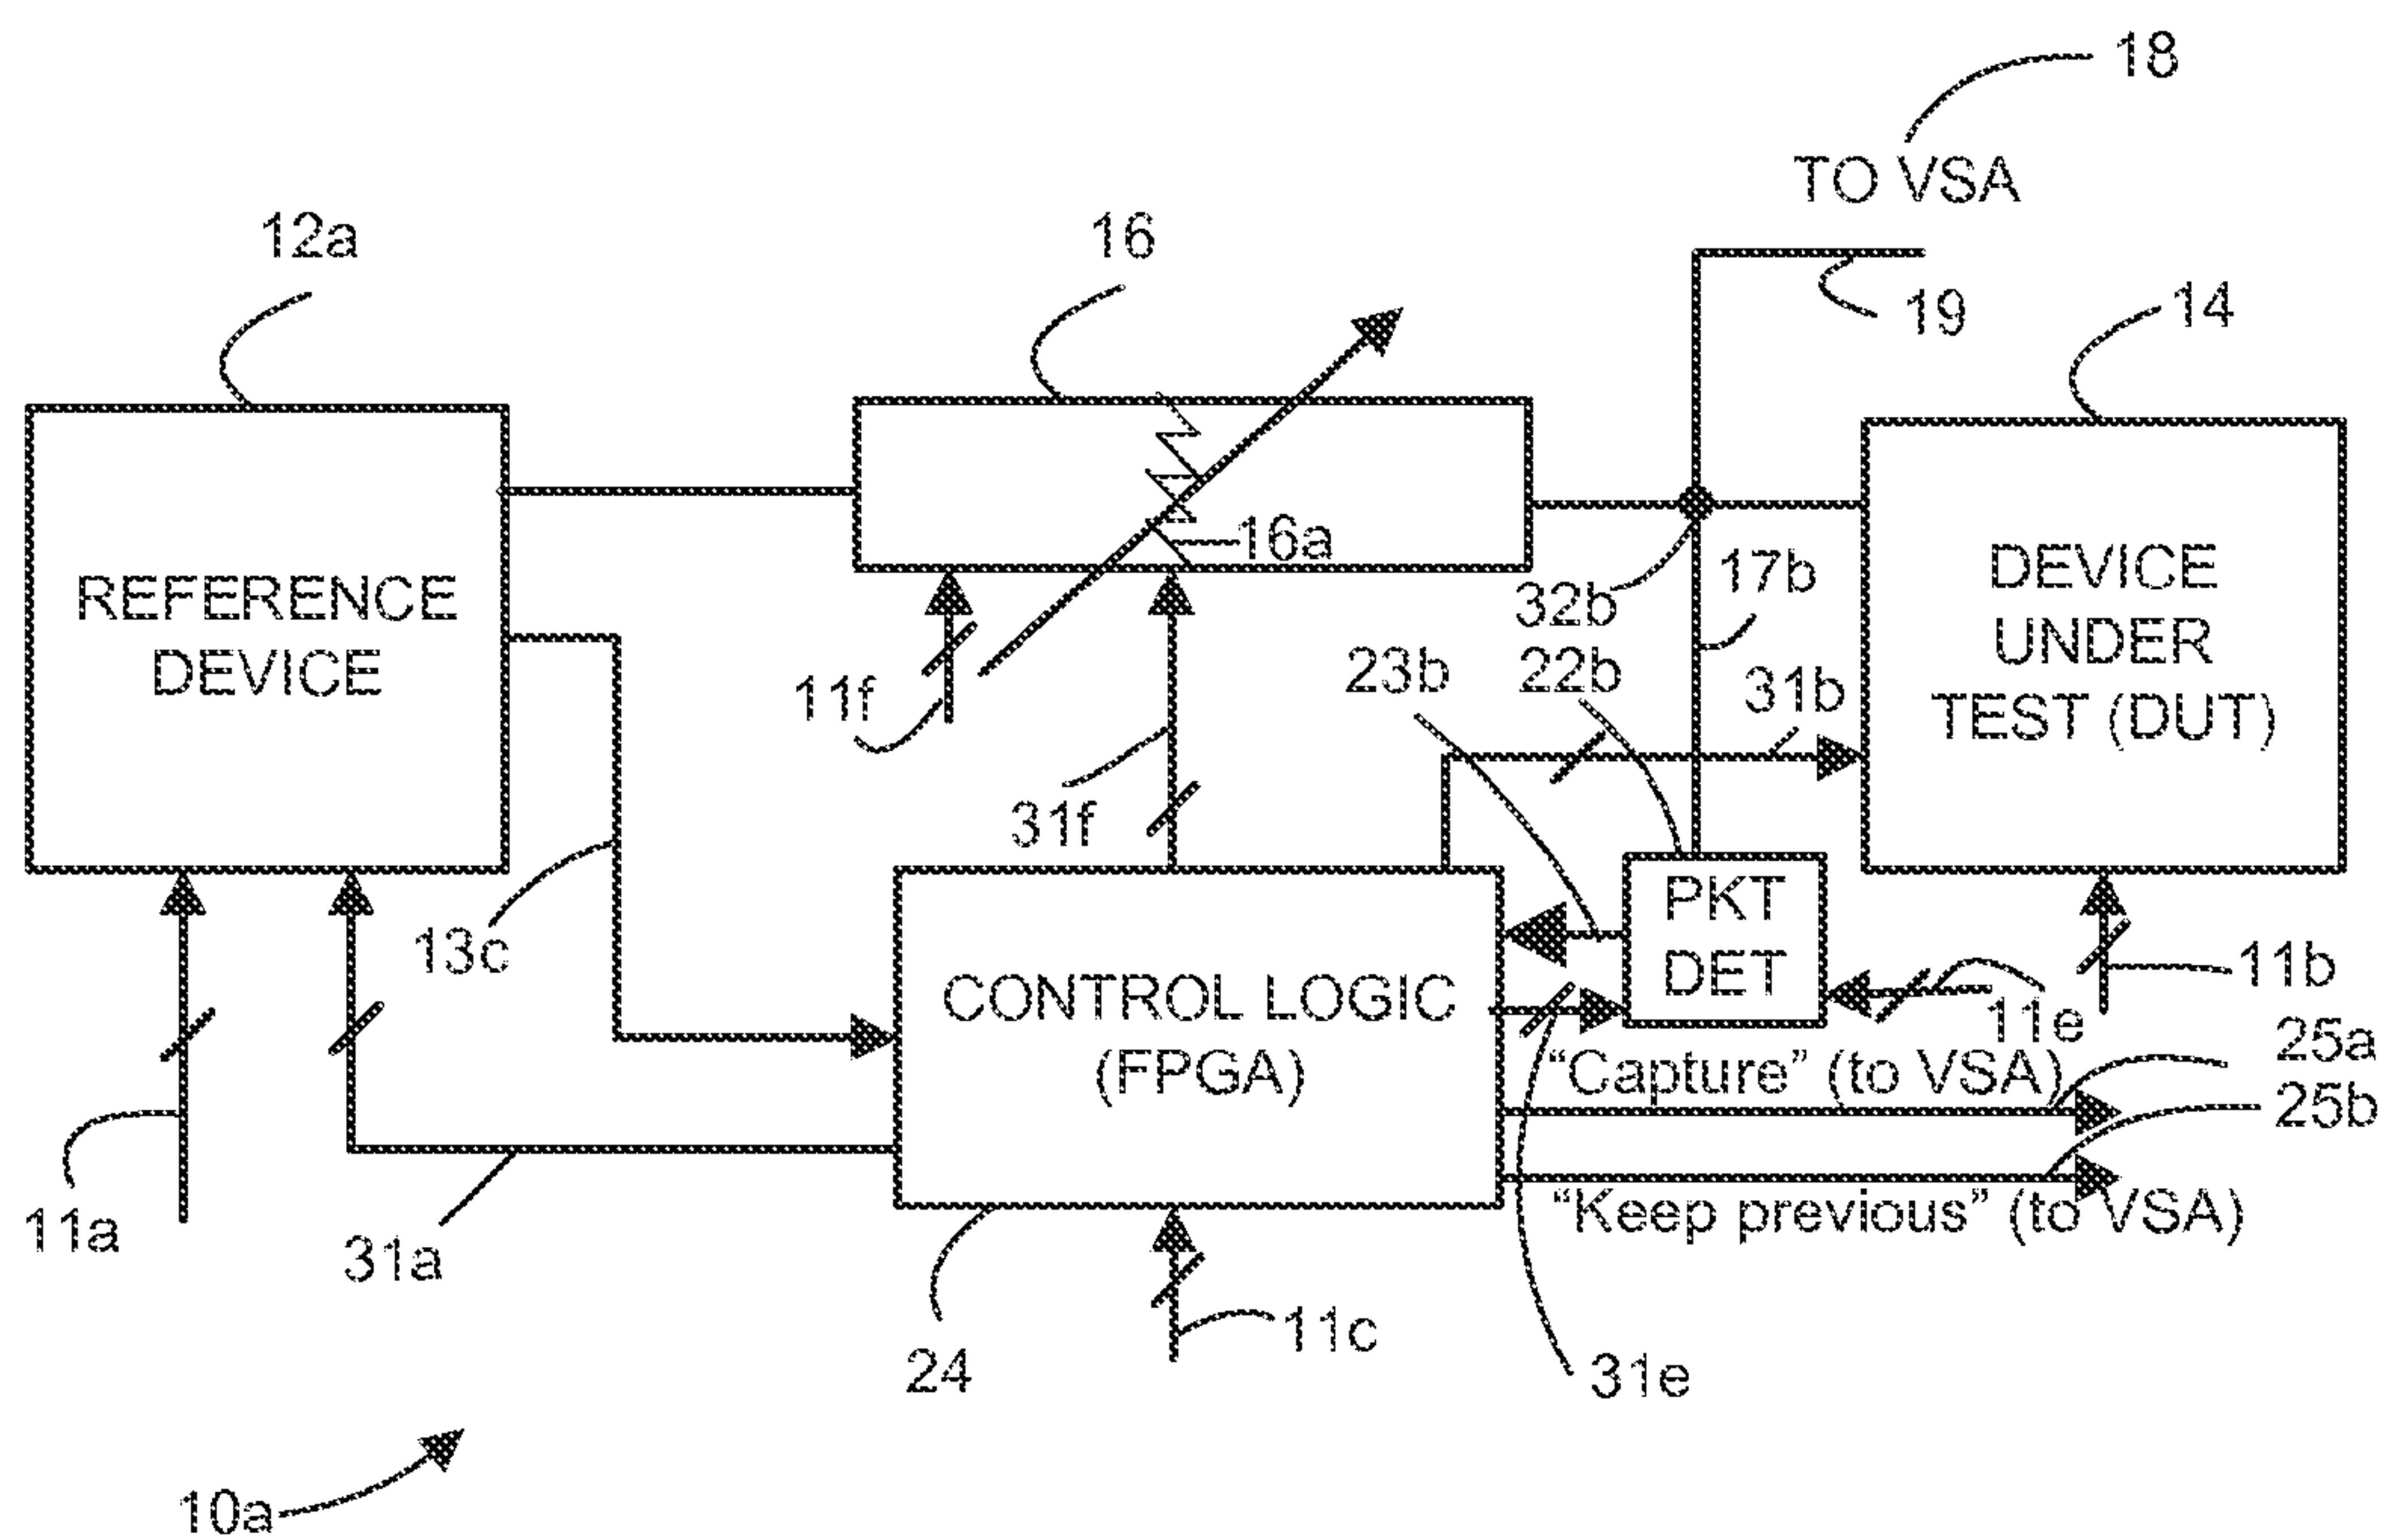 18
TO VSA
12a
16
19
14
16a
REFERENCE
DEVICE
DEVICE
UNDER
TEST (DUT)
32b
17b
11f
23b
22b
31b
31f
13c
PKT
DET
11b
11e
CONTROL LOGIC
(FPGA)
“Capture” (to VSA)
25a
25b
“Keep previous” (to VSA)
11a
31a
11c
24
31e
10a